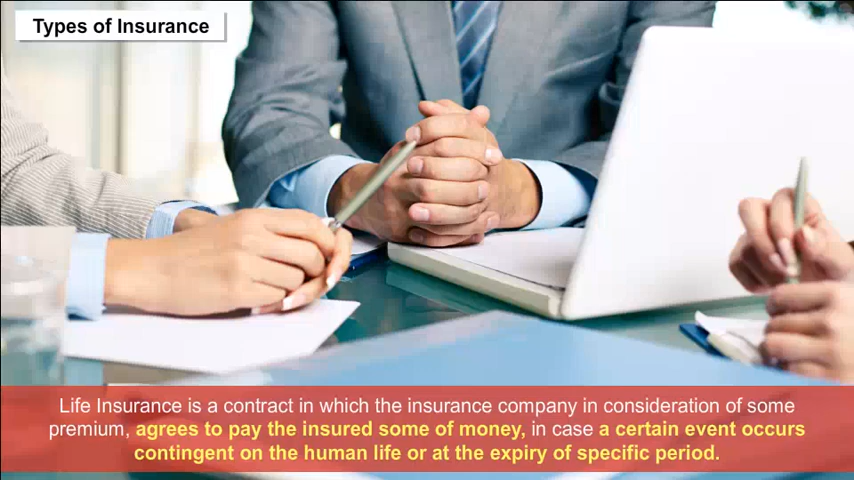 Types of Insurance
Life Insurance is a contract in which the insurance company in consideration of some
premium, agrees to pay the insured some of money, in case a certain event occurs
contingent on the human life or at the expiry of specific period.